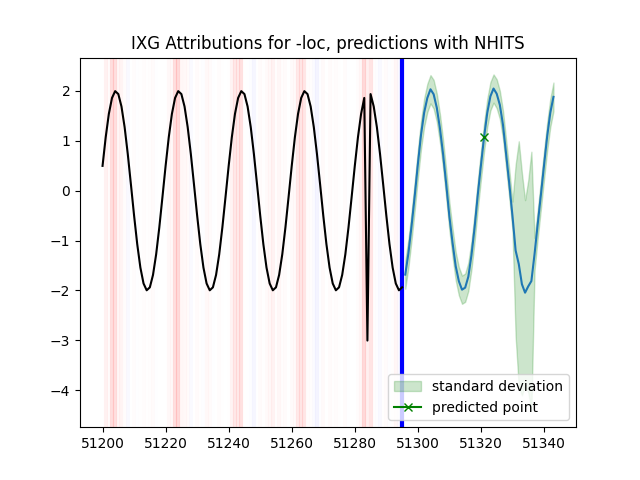 IXG Attributions for -loc, predictions with NHITS
2
1
0
−1
−2
−3
−4
standard deviation
predicted point
51200 51220 51240 51260 51280 51300 51320 51340